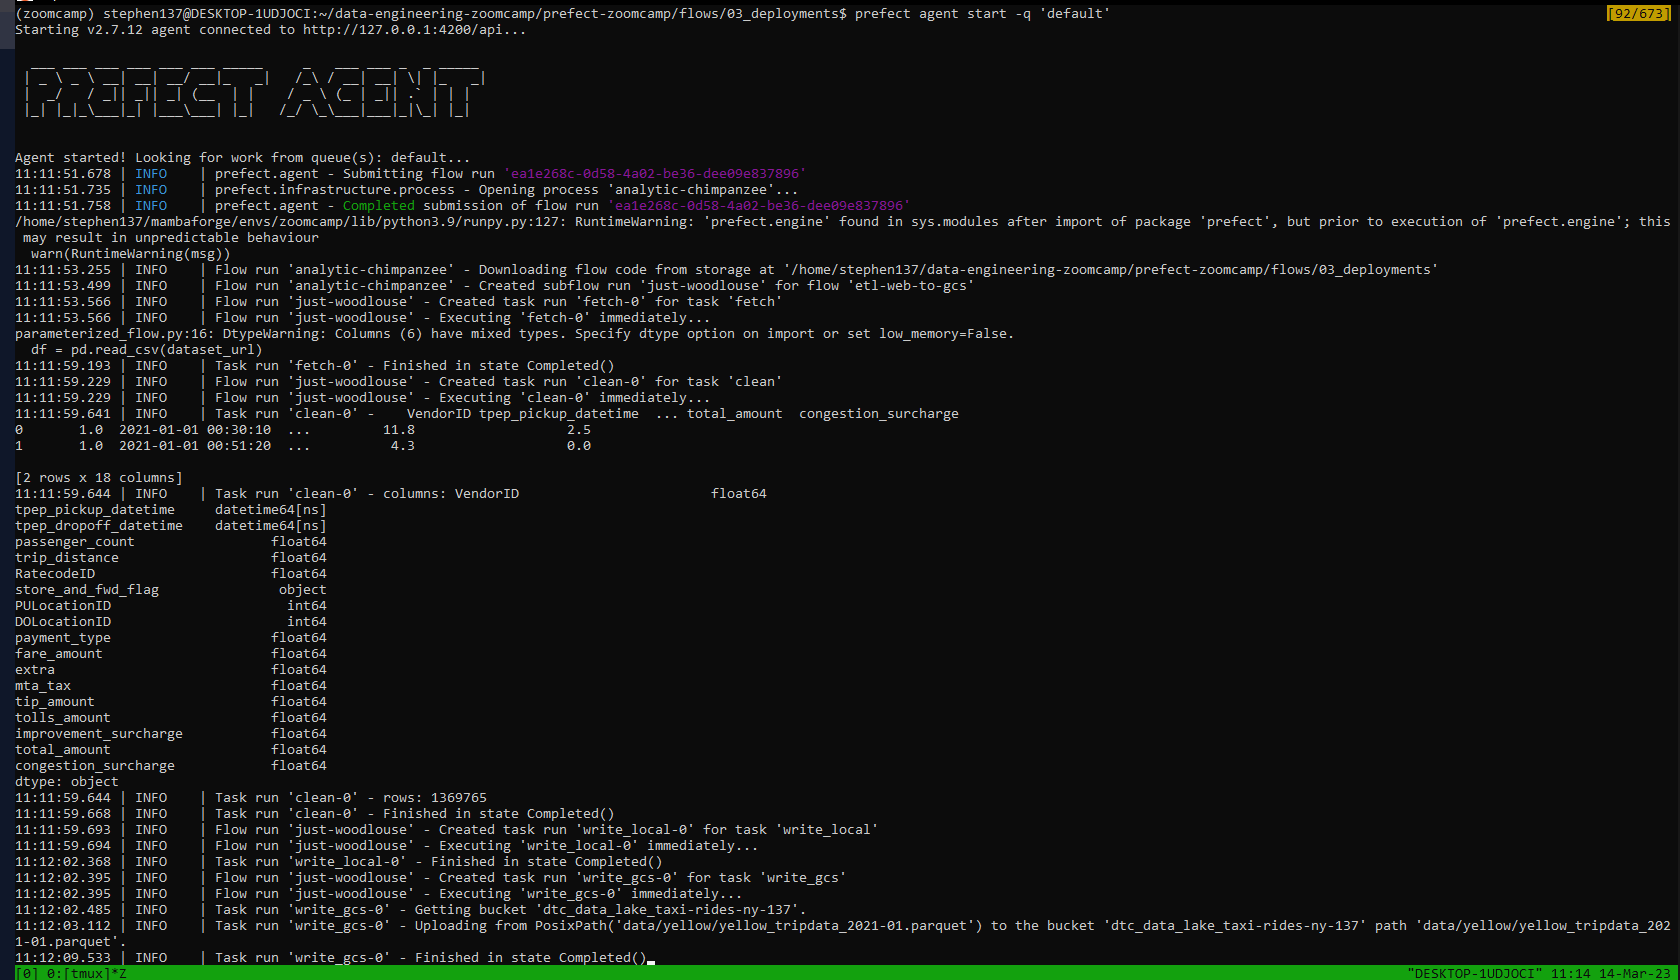 (zoomcamp) stephen137@DESKTOP-1UDJOCI:~/data-engineering-zoomcamp/prefect-zoomcamp/flows/03_deployments$ prefect agent start -q 'default' [92/673]
Starting v2.7.12 agent connected to http://127.0.0.1:4200/api...
PREFECT AGENT
Agent started! Looking for work from queue(s): default...
11:11:51.678 | INFO    | prefect.agent - Submitting flow run 'ea1e268c-0d58-4a02-be36-dee09e837896'
11:11:51.735 | INFO    | prefect.infrastructure.process - Opening process 'analytic-chimpanzee'...
11:11:51.758 | INFO    | prefect.agent - Completed submission of flow run 'ea1e268c-0d58-4a02-be36-dee09e837896'
/home/stephen137/mambaforge/envs/zoomcamp/lib/python3.9/runpy.py:127: RuntimeWarning: 'prefect.engine' found in sys.modules after import of package 'prefect', but prior to execution of 'prefect.engine'; this
 may result in unpredictable behaviour
  warn(RuntimeWarning(msg))
11:11:53.255 | INFO    | Flow run 'analytic-chimpanzee' - Downloading flow code from storage at '/home/stephen137/data-engineering-zoomcamp/prefect-zoomcamp/flows/03_deployments'
11:11:53.499 | INFO    | Flow run 'analytic-chimpanzee' - Created subflow run 'just-woodlouse' for flow 'etl-web-to-gcs'
11:11:53.566 | INFO    | Flow run 'just-woodlouse' - Created task run 'fetch-0' for task 'fetch'
11:11:53.566 | INFO    | Flow run 'just-woodlouse' - Executing 'fetch-0' immediately...
parameterized_flow.py:16: DtypeWarning: Columns (6) have mixed types. Specify dtype option on import or set low_memory=False.
  df = pd.read_csv(dataset_url)
11:11:59.193 | INFO    | Task run 'fetch-0' - Finished in state Completed()
11:11:59.229 | INFO    | Flow run 'just-woodlouse' - Created task run 'clean-0' for task 'clean'
11:11:59.229 | INFO    | Flow run 'just-woodlouse' - Executing 'clean-0' immediately...
11:11:59.641 | INFO    | Task run 'clean-0' -    VendorID tpep_pickup_datetime  ... total_amount  congestion_surcharge
0       1.0  2021-01-01 00:30:10  ...         11.8                   2.5
1       1.0  2021-01-01 00:51:20  ...          4.3                   0.0
[2 rows x 18 columns]
11:11:59.644 | INFO    | Task run 'clean-0' - columns: VendorID                        float64
tpep_pickup_datetime     datetime64[ns]
tpep_dropoff_datetime    datetime64[ns]
passenger_count                 float64
trip_distance                   float64
RatecodeID                      float64
store_and_fwd_flag               object
PULocationID                      int64
DOLocationID                      int64
payment_type                    float64
fare_amount                     float64
extra                           float64
mta_tax                         float64
tip_amount                      float64
tolls_amount                    float64
improvement_surcharge           float64
total_amount                    float64
congestion_surcharge            float64
dtype: object
11:11:59.644 | INFO    | Task run 'clean-0' - rows: 1369765
11:11:59.668 | INFO    | Task run 'clean-0' - Finished in state Completed()
11:11:59.693 | INFO    | Flow run 'just-woodlouse' - Created task run 'write_local-0' for task 'write_local'
11:11:59.694 | INFO    | Flow run 'just-woodlouse' - Executing 'write_local-0' immediately...
11:12:02.368 | INFO    | Task run 'write_local-0' - Finished in state Completed()
11:12:02.395 | INFO    | Flow run 'just-woodlouse' - Created task run 'write_gcs-0' for task 'write_gcs'
11:12:02.395 | INFO    | Flow run 'just-woodlouse' - Executing 'write_gcs-0' immediately...
11:12:02.485 | INFO    | Task run 'write_gcs-0' - Getting bucket 'dtc_data_lake_taxi-rides-ny-137'.
11:12:03.112 | INFO    | Task run 'write_gcs-0' - Uploading from PosixPath('data/yellow/yellow_tripdata_2021-01.parquet') to the bucket 'dtc_data_lake_taxi-rides-ny-137' path 'data/yellow/yellow_tripdata_202
1-01.parquet'.
11:12:09.533 | INFO    | Task run 'write_gcs-0' - Finished in state Completed()
[0] 0:[tmux]*Z "DESKTOP-1UDJOCI" 11:14 14-Mar-23